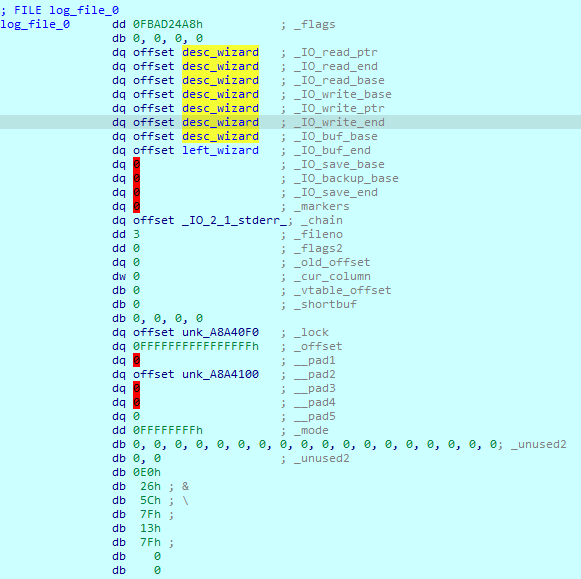 ; FILE log_file_0
log_file_0 dd 0FBAD24A8h ; _flags
db 0, 0, 0, 0
dq offset desc_wizard ; _IO_read_ptr
dq offset desc_wizard ; _IO_read_end
dq offset desc_wizard ; _IO_read_base
dq offset desc_wizard ; _IO_write_base
dq offset desc_wizard ; _IO_write_ptr
dq offset desc_wizard ; _IO_write_end
dq offset desc_wizard ; _IO_buf_base
dq offset left_wizard ; _IO_buf_end
dq 0 ; _IO_save_base
dq 0 ; _IO_backup_base
dq 0 ; _IO_save_end
dq 0 ; _markers
dq offset _IO_2_1_stderr_; _chain
dd 3 ; _fileno
dd 0 ; _flags2
dq 0 ; _old_offset
dw 0 ; _cur_column
db 0 ; _vtable_offset
db 0 ; _shortbuf
db 0, 0, 0, 0
dq offset unk_A8A40F0 ; _lock
dq 0FFFFFFFFFFFFFFFFh ; _offset
dq 0 ; __pad1
dq offset unk_A8A4100 ; __pad2
dq 0 ; __pad3
dq 0 ; __pad4
dq 0 ; __pad5
dd 0FFFFFFFFh ; _mode
db 0, 0, 0, 0, 0, 0, 0, 0, 0, 0, 0, 0, 0, 0, 0, 0, 0, 0; _unused2
db 0, 0 ; _unused2
db 0E0h
db 26h ; &
db 5Ch ; \
db 7Fh ;
db 13h
db 7Fh ;
db 0
db 0